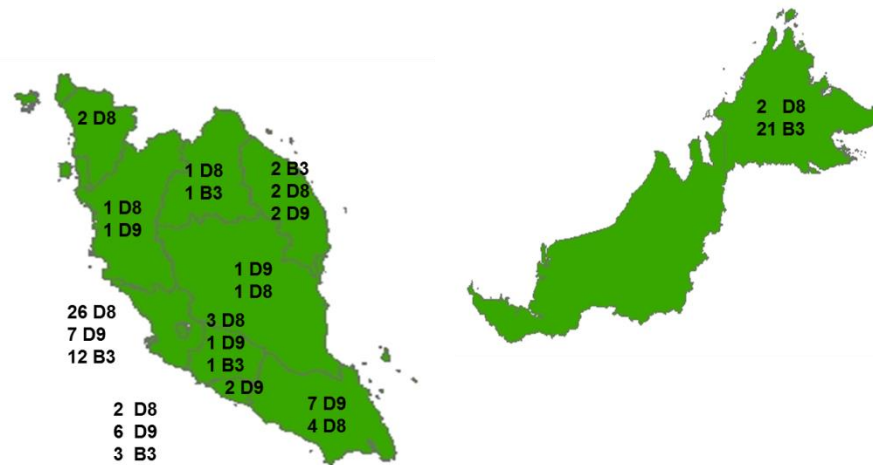 2 D8
1 D8
1 B3
2 B3
2 D8
2 D9
1 D8
1 D9
1 D9
1 D8
26 D8
7 D9
12 B3
3 D8
1 D9
1 B3
2 D9
7 D9
4 D8
2 D8
6 D9
3 B3
2 D8
21 B3